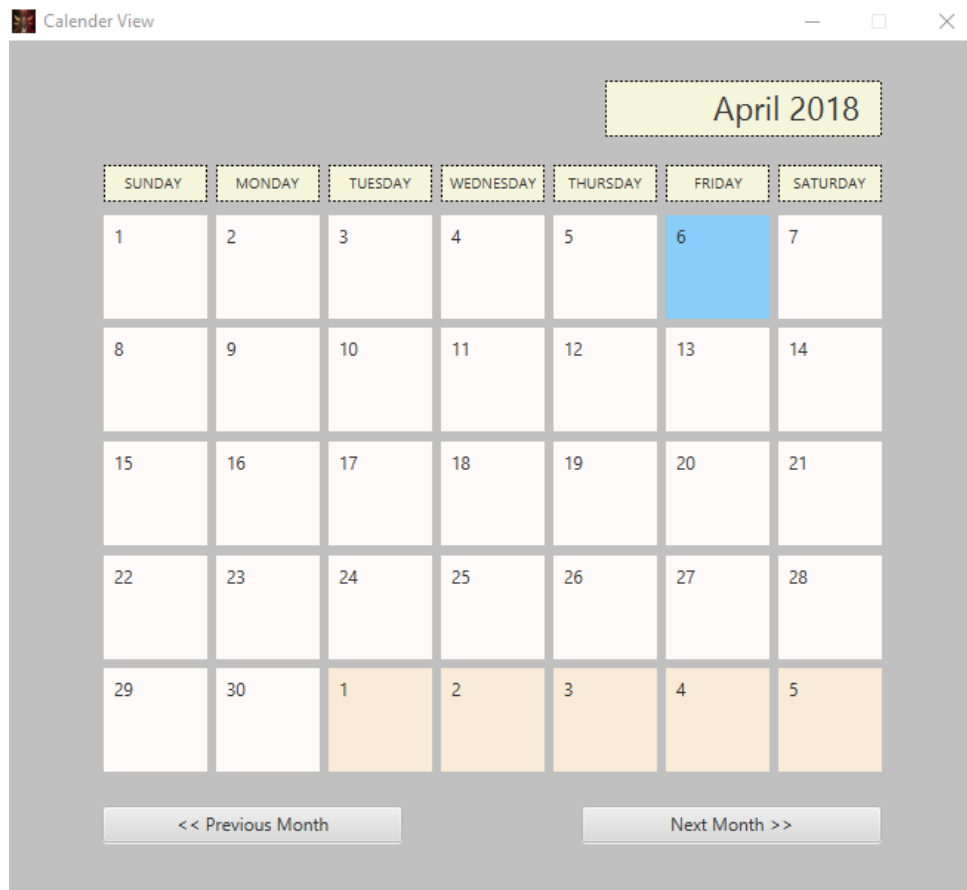 Calender View
April 2018
SUNDAY MONDAY TUESDAY WEDNESDAY THURSDAY FRIDAY SATURDAY
1 2 3 4 5 6 7
8 9 10 11 12 13 14
15 16 17 18 19 20 21
22 23 24 25 26 27 28
29 30 1 2 3 4 5
<< Previous Month Next Month >>